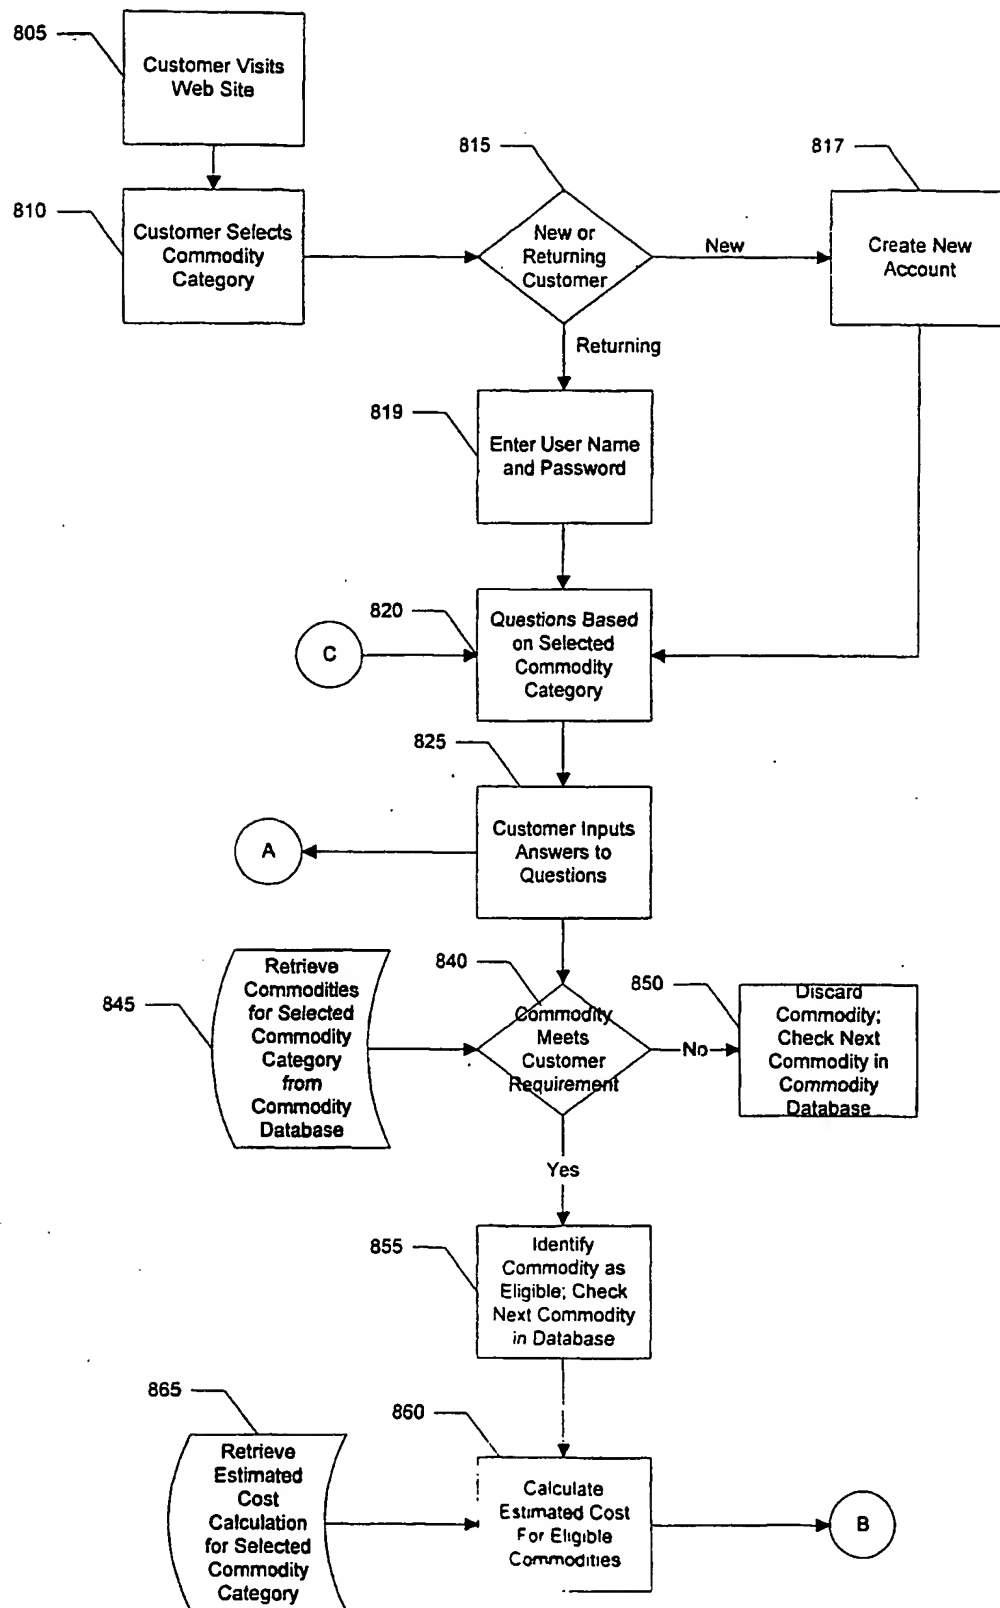 805
Customer Visits
Web Site
810
Customer Selects
Commodity
Category
815
New or
Returning
Customer
New
817
Create New
Account
Returning
819
Enter User Name
and Password
820
C
Questions Based
on Selected
Commodity
Category
825
Customer Inputs
Answers to
Questions
A
845
Retrieve
Commodities
for Selected
Commodity
Category
from
Commodity
Database
840
Commodity
Meets
Customer
Requirement
No
850
Discard
Commodity;
Check Next
Commodity in
Commodity
Database
Yes
855
Identify
Commodity as
Eligible; Check
Next Commodity
in Database
865
Retrieve
Estimated
Cost
Calculation
for Selected
Commodity
Category
860
Calculate
Estimated Cost
For Eligible
Commodities
B